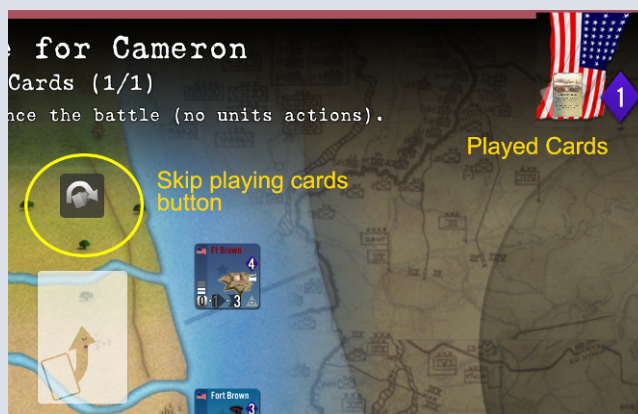 e for Cameron
Cards (1/1)
nce the battle (no units actions).
1
Played Cards
Skip playing cards
button
Ft Brown
4
0 1 3
Fort Brown
3